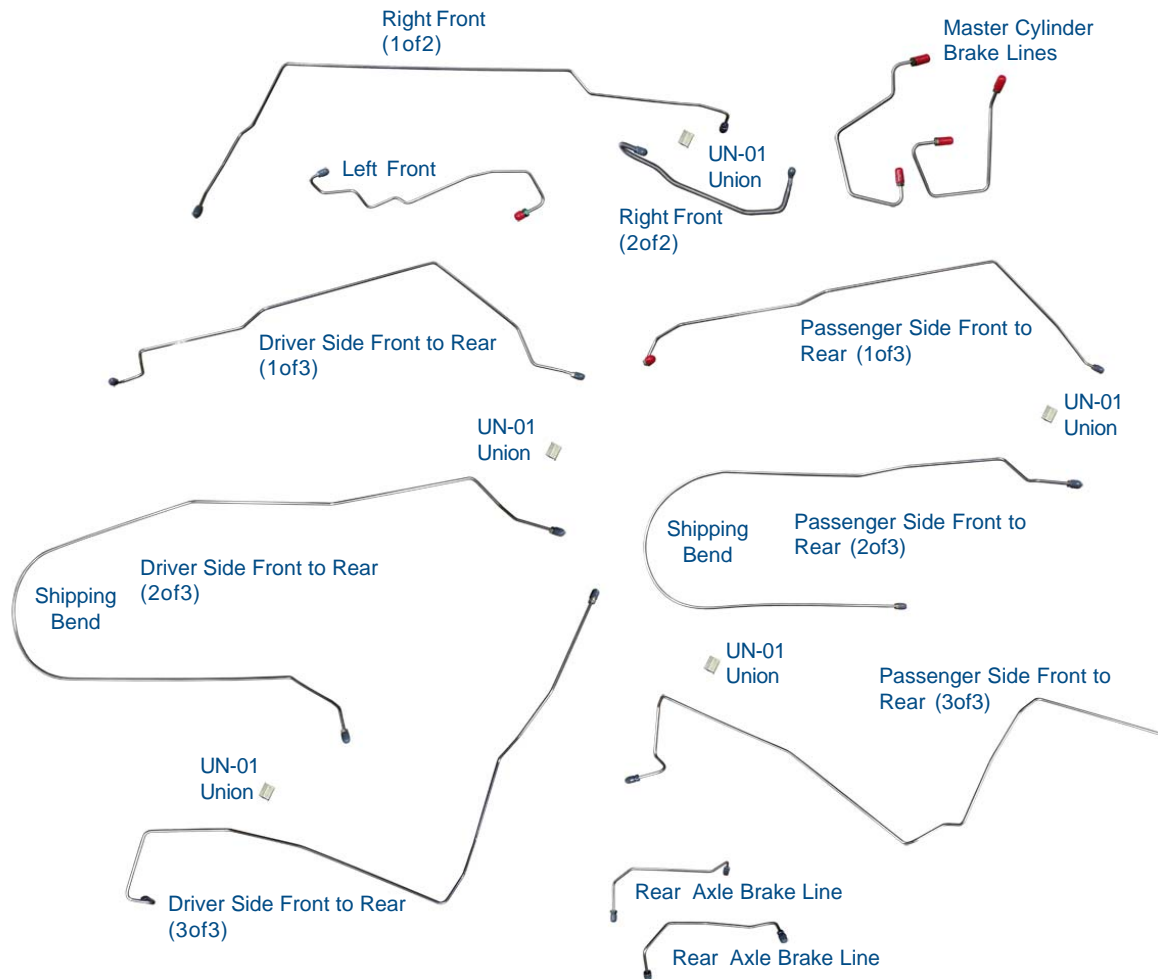 Right Front
(1of2)
Master Cylinder
Brake Lines
UN-01
Union
Left Front
Right Front
(2of2)
Driver Side Front to Rear
(1of3)
Passenger Side Front to
Rear (1of3)
UN-01
Union
UN-01
Union
Shipping
Bend
Passenger Side Front to
Rear (2of3)
Driver Side Front to Rear
(2of3)
Shipping
Bend
UN-01
Union
Passenger Side Front to
Rear (3of3)
UN-01
Union
Driver Side Front to Rear
(3of3)
Rear Axle Brake Line
Rear Axle Brake Line